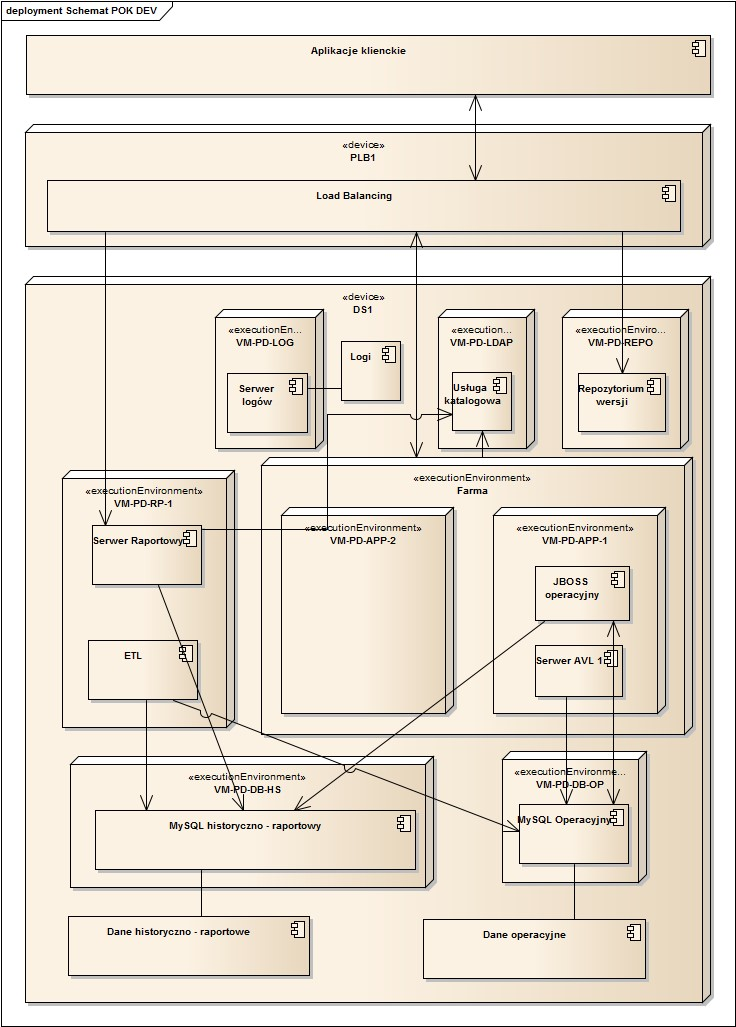 deployment Schemat POK DEV
Aplikacje klienckie
«device»
PLB1
Load Balancing
«device»
DS1
«executionEn...
VM-PD-LOG
Serwer
logów
Logi
«execution...
VM-PD-LDAP
Usługa
katalogowa
«executionEnviro...
VM-PD-REPO
Repozytorium
wersji
«executionEnvironment»
VM-PD-RP-1
Serwer Raportowy
ETL
«executionEnvironment»
Farma
«executionEnvironment»
VM-PD-APP-2
«executionEnvironment»
VM-PD-APP-1
JBOSS
operacyjny
Serwer AVL 1
«executionEnvironment»
VM-PD-DB-HS
MySQL historyczno - raportowy
«executionEnvironme...
VM-PD-DB-OP
MySQL Operacyjny
Dane historyczno - raportowe
Dane operacyjne